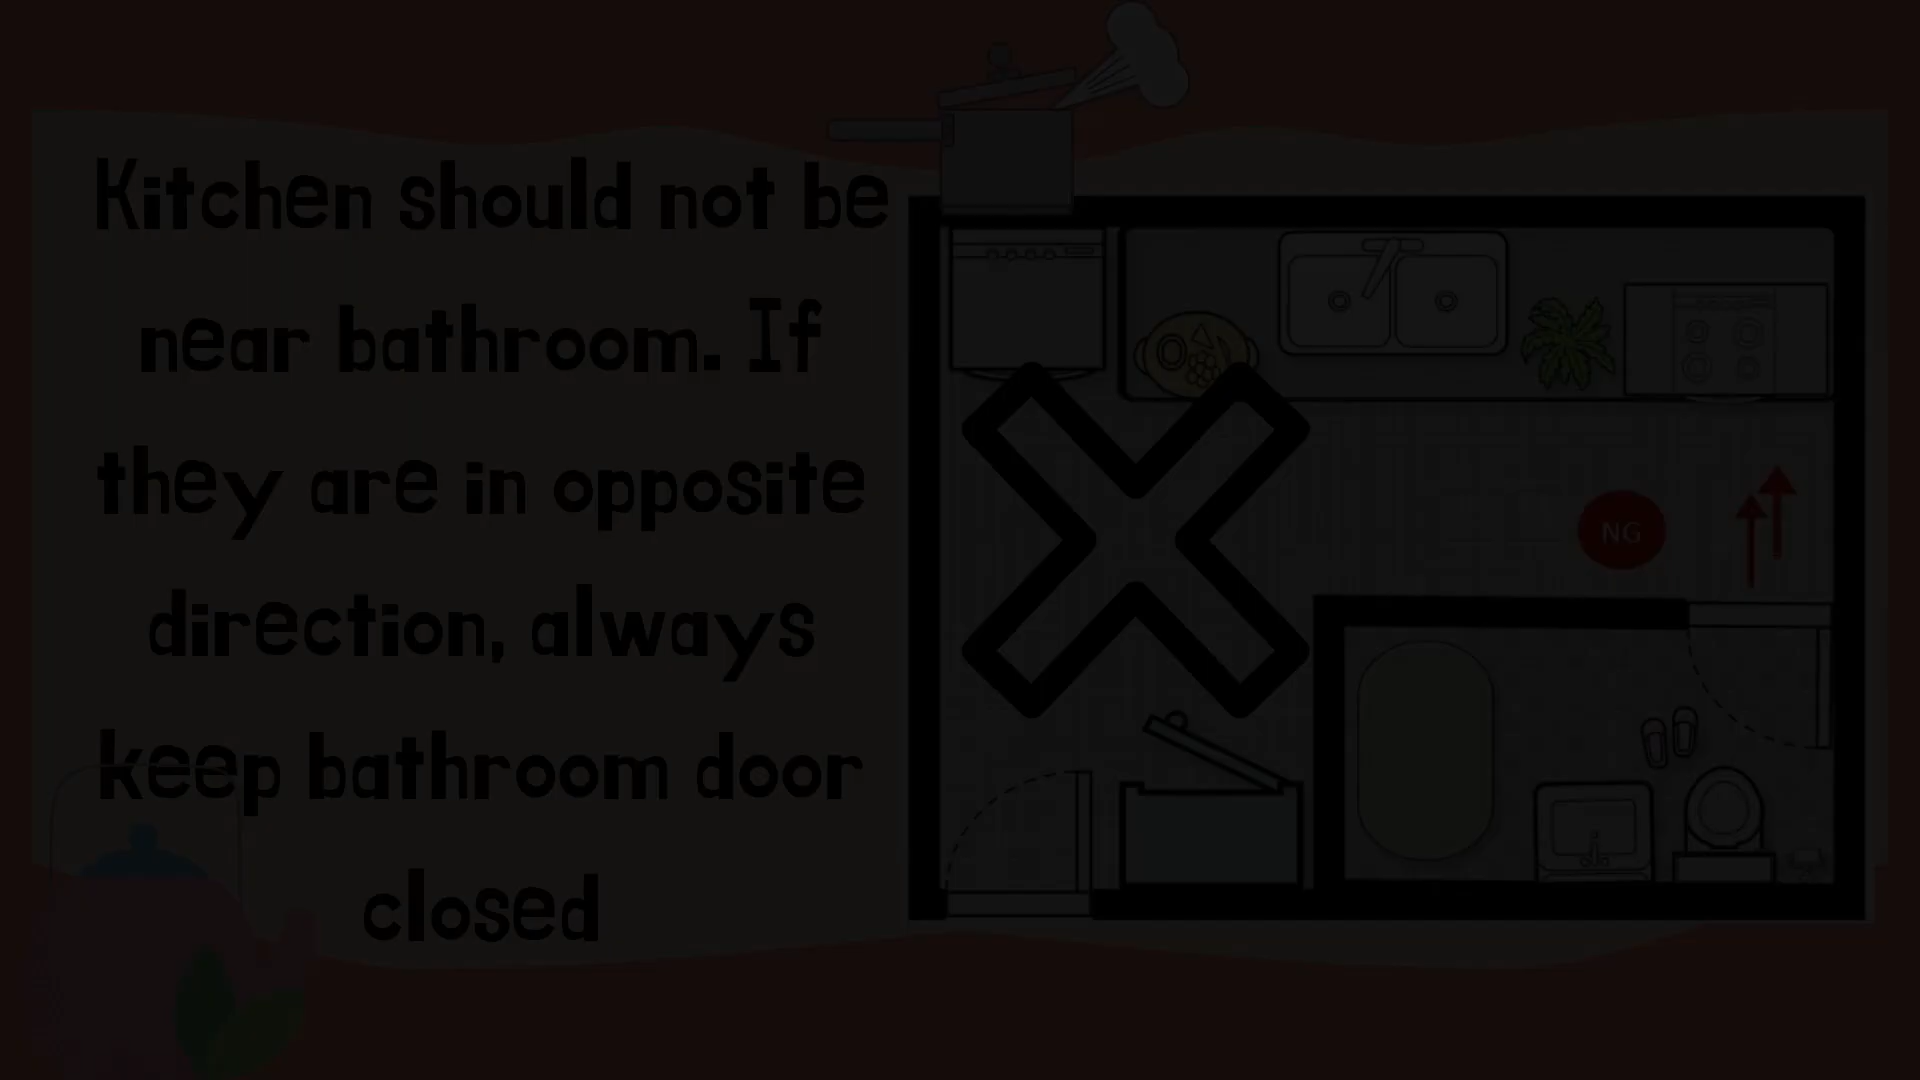 Kitchen should not be
near bathroom. If
they are in opposite
direction, always
keep bathroom door
closed
NG